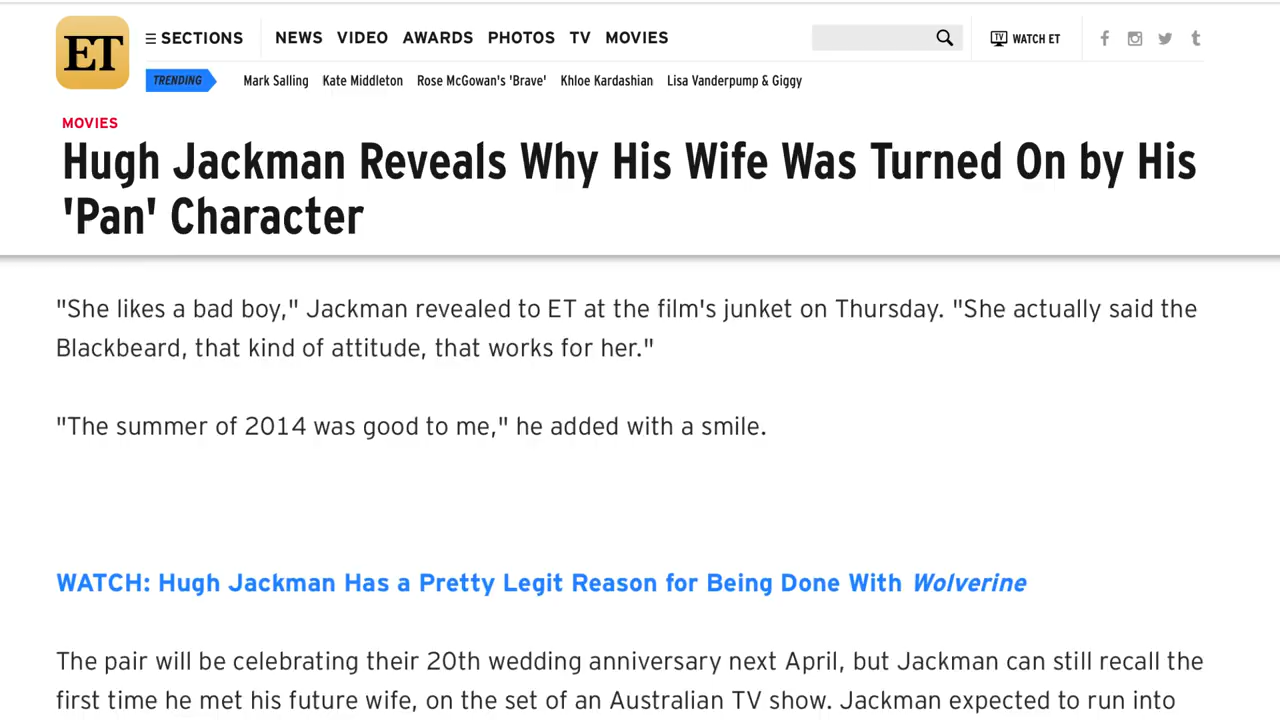 ET
☰ SECTIONS NEWS VIDEO AWARDS PHOTOS TV MOVIES TV WATCH ET
TRENDING Mark Salling Kate Middleton Rose McGowan's 'Brave' Khloe Kardashian Lisa Vanderpump & Giggy
MOVIES
Hugh Jackman Reveals Why His Wife Was Turned On by His
'Pan' Character
"She likes a bad boy," Jackman revealed to ET at the film's junket on Thursday. "She actually said the
Blackbeard, that kind of attitude, that works for her."
"The summer of 2014 was good to me," he added with a smile.
WATCH: Hugh Jackman Has a Pretty Legit Reason for Being Done With Wolverine
The pair will be celebrating their 20th wedding anniversary next April, but Jackman can still recall the
first time he met his future wife, on the set of an Australian TV show. Jackman expected to run into